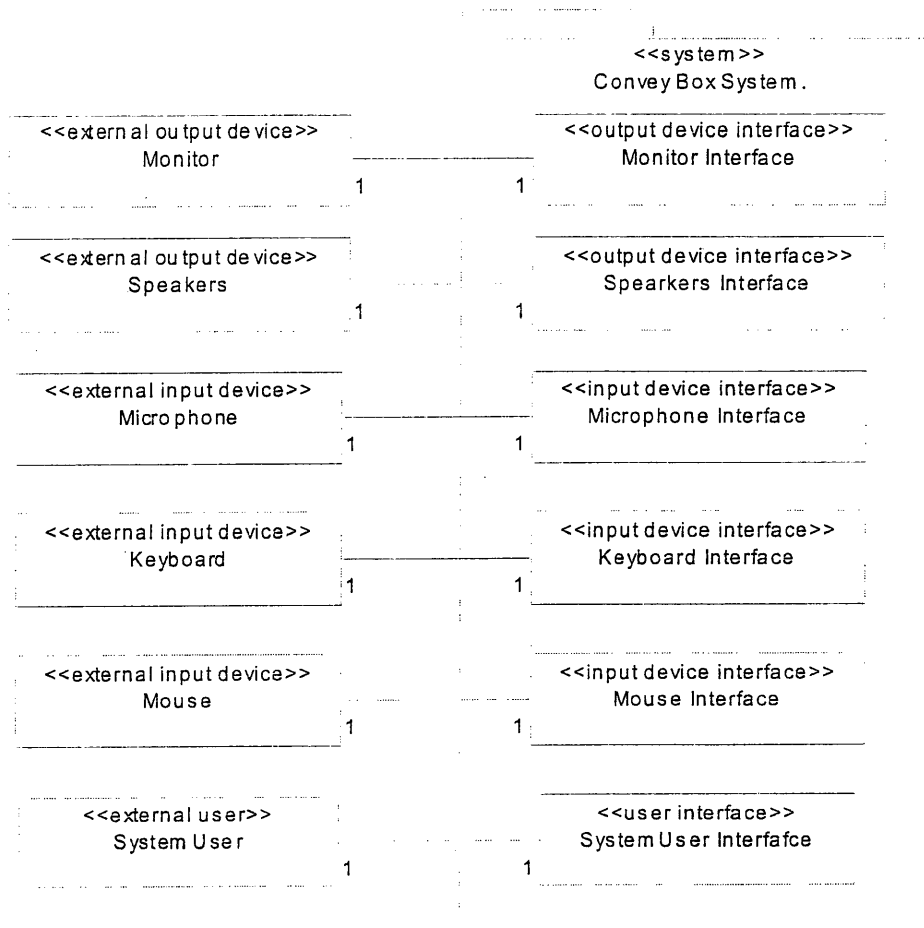 <<system>>
Convey Box System.
<<external output device>>
Monitor
1
<<output device interface>>
Monitor Interface
1
<<external output device>>
Speakers
1
<<output device interface>>
Spearkers Interface
1
<<external input device>>
Microphone
1
<<input device interface>>
Microphone Interface
1
<<external input device>>
Keyboard
1
<<input device interface>>
Keyboard Interface
1
<<external input device>>
Mouse
1
<<input device interface>>
Mouse Interface
1
<<external user>>
System User
1
<<user interface>>
System User Interfafce
1